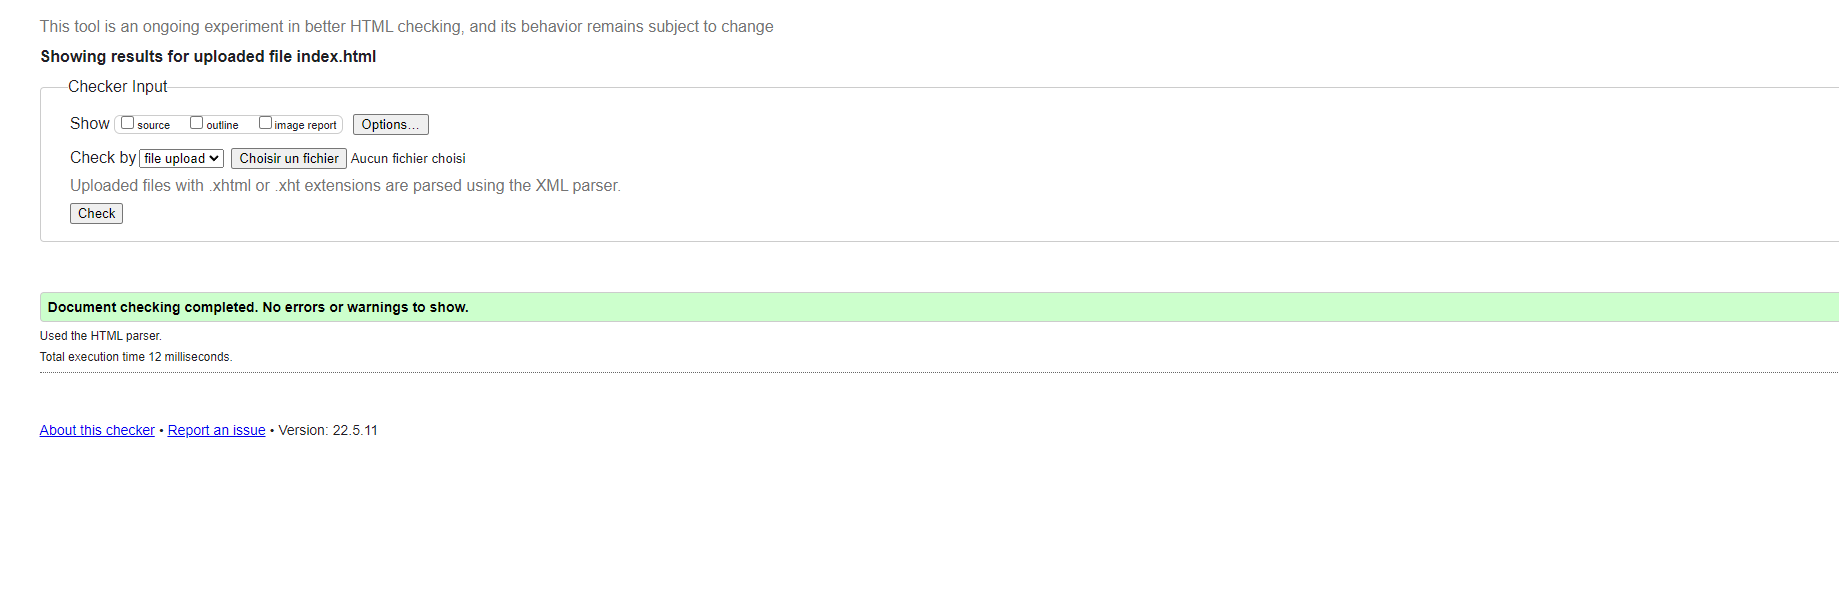 This tool is an ongoing experiment in better HTML checking, and its behavior remains subject to change
Showing results for uploaded file index.html
Checker Input
Show source outline image report Options...
Check by file upload Choisir un fichier Aucun fichier choisi
Uploaded files with .xhtml or .xht extensions are parsed using the XML parser.
Check
Document checking completed. No errors or warnings to show.
Used the HTML parser.
Total execution time 12 milliseconds.
About this checker • Report an issue • Version: 22.5.11